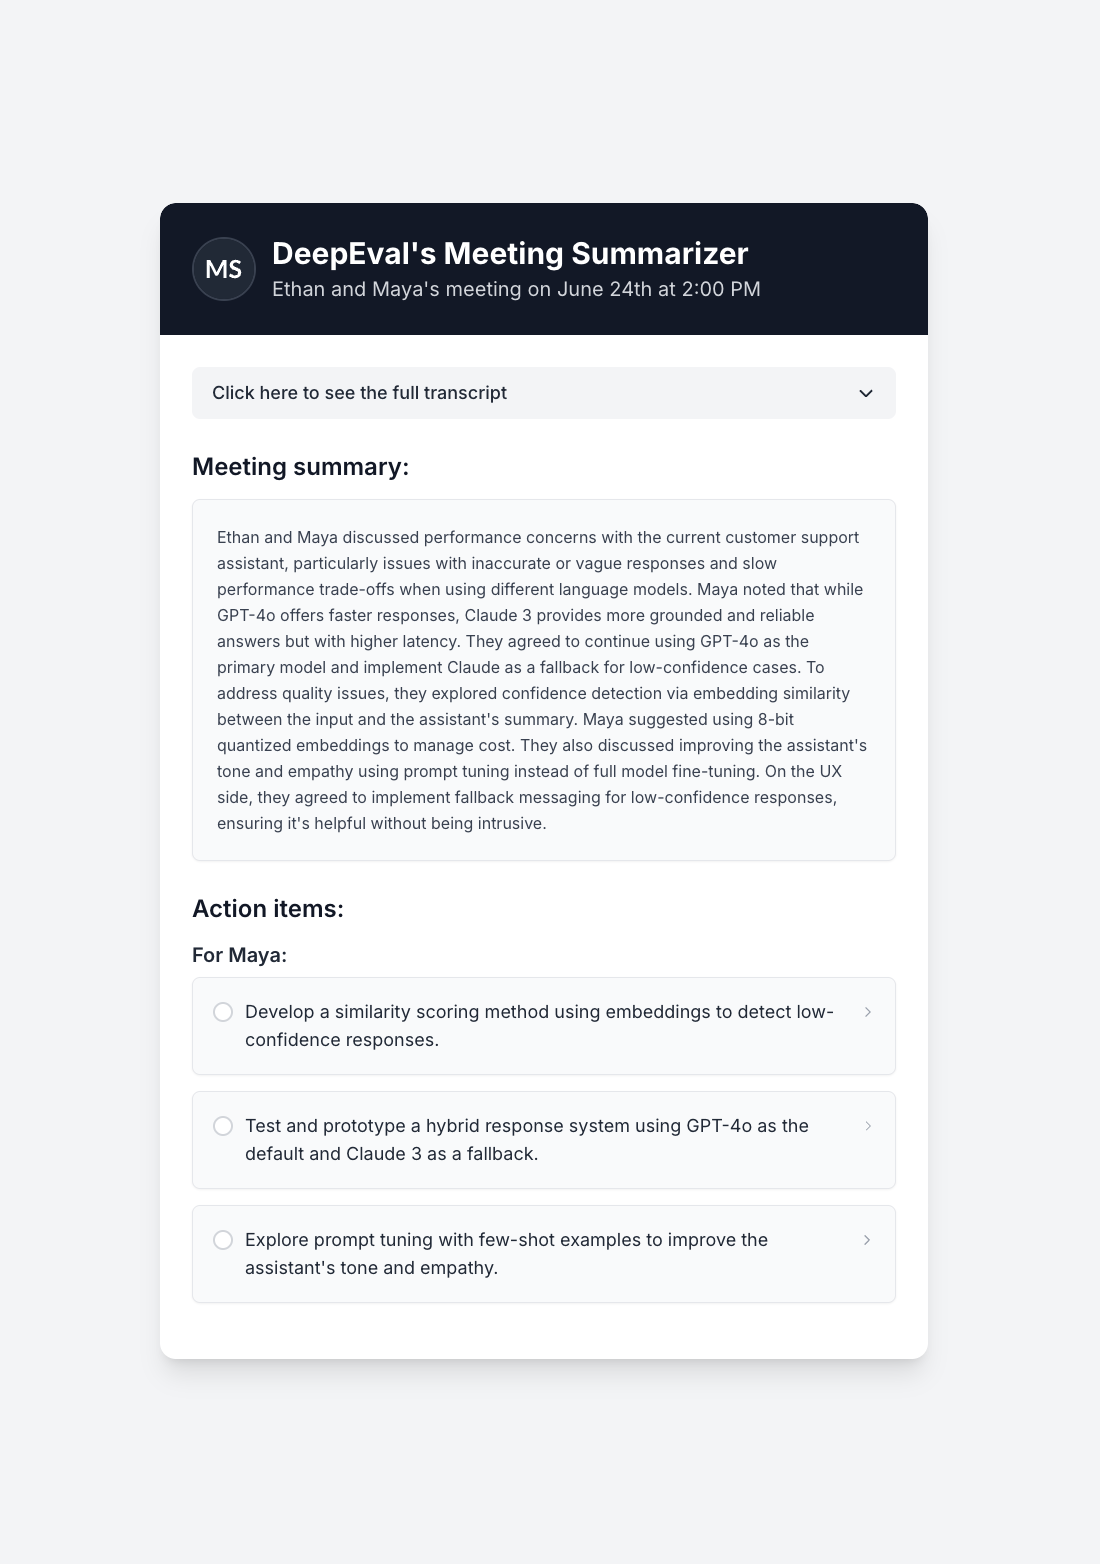 MS
DeepEval's Meeting Summarizer
Ethan and Maya's meeting on June 24th at 2:00 PM
Click here to see the full transcript
Meeting summary:
Ethan and Maya discussed performance concerns with the current customer support
assistant, particularly issues with inaccurate or vague responses and slow
performance trade-offs when using different language models. Maya noted that while
GPT-4o offers faster responses, Claude 3 provides more grounded and reliable
answers but with higher latency. They agreed to continue using GPT-4o as the
primary model and implement Claude as a fallback for low-confidence cases. To
address quality issues, they explored confidence detection via embedding similarity
between the input and the assistant's summary. Maya suggested using 8-bit
quantized embeddings to manage cost. They also discussed improving the assistant's
tone and empathy using prompt tuning instead of full model fine-tuning. On the UX
side, they agreed to implement fallback messaging for low-confidence responses,
ensuring it's helpful without being intrusive.
Action items:
For Maya:
Develop a similarity scoring method using embeddings to detect low-
confidence responses.
Test and prototype a hybrid response system using GPT-4o as the
default and Claude 3 as a fallback.
Explore prompt tuning with few-shot examples to improve the
assistant's tone and empathy.